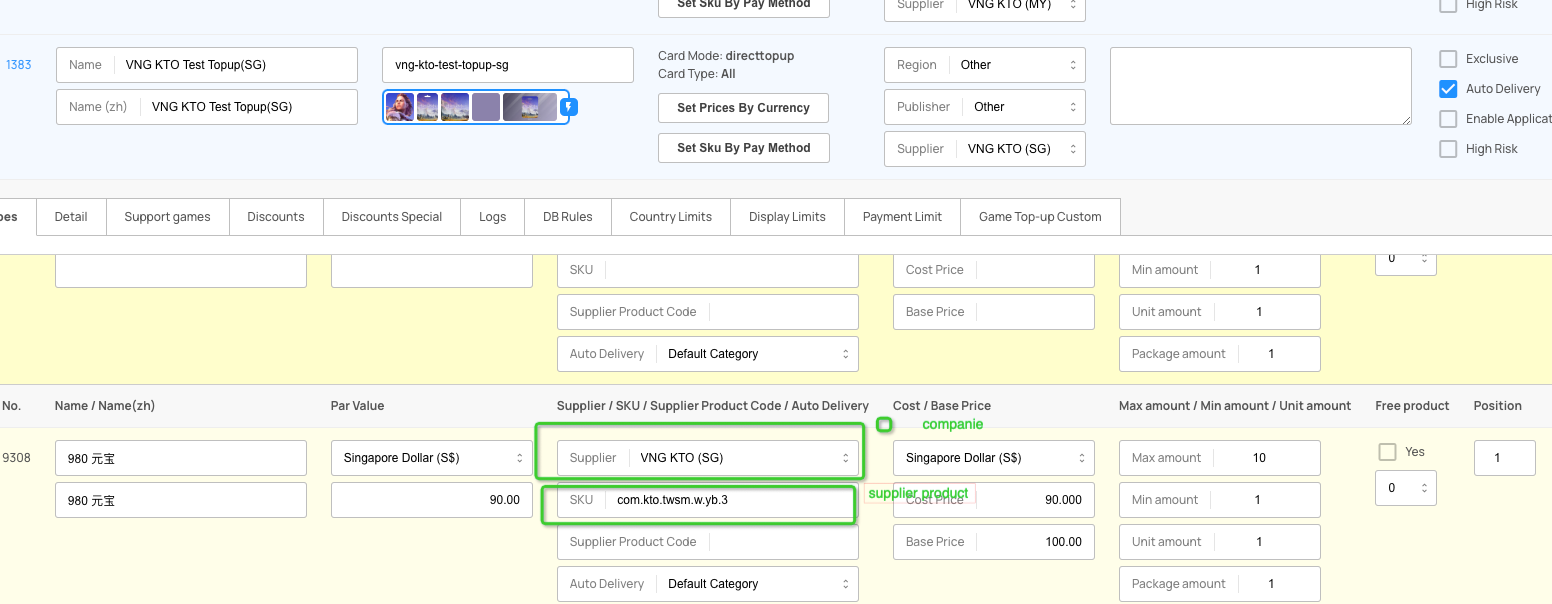 Set Sku By Pay Method
Supplier VNG KTO (MY)
High Risk
1383
Name VNG KTO Test Topup(SG)
vng-kto-test-topup-sg
Card Mode: directtopup
Card Type: All
Region Other
Exclusive
Name (zh) VNG KTO Test Topup(SG)
Set Prices By Currency
Publisher Other
Auto Delivery
Enable Applicat
Set Sku By Pay Method
Supplier VNG KTO (SG)
High Risk
pes Detail Support games Discounts Discounts Special Logs DB Rules Country Limits Display Limits Payment Limit Game Top-up Custom
SKU Cost Price Min amount 1 0
Supplier Product Code Base Price Unit amount 1
Auto Delivery Default Category Package amount 1
No. Name / Name(zh) Par Value Supplier / SKU / Supplier Product Code / Auto Delivery Cost / Base Price Max amount / Min amount / Unit amount Free product Position
companie
9308 980 元宝 Singapore Dollar (S$) Supplier VNG KTO (SG) Singapore Dollar (S$) Max amount 10 Yes 1
supplier product
980 元宝 90.00 SKU com.kto.twsm.w.yb.3 Cost Price 90.000 Min amount 1 0
Supplier Product Code Base Price 100.00 Unit amount 1
Auto Delivery Default Category Package amount 1